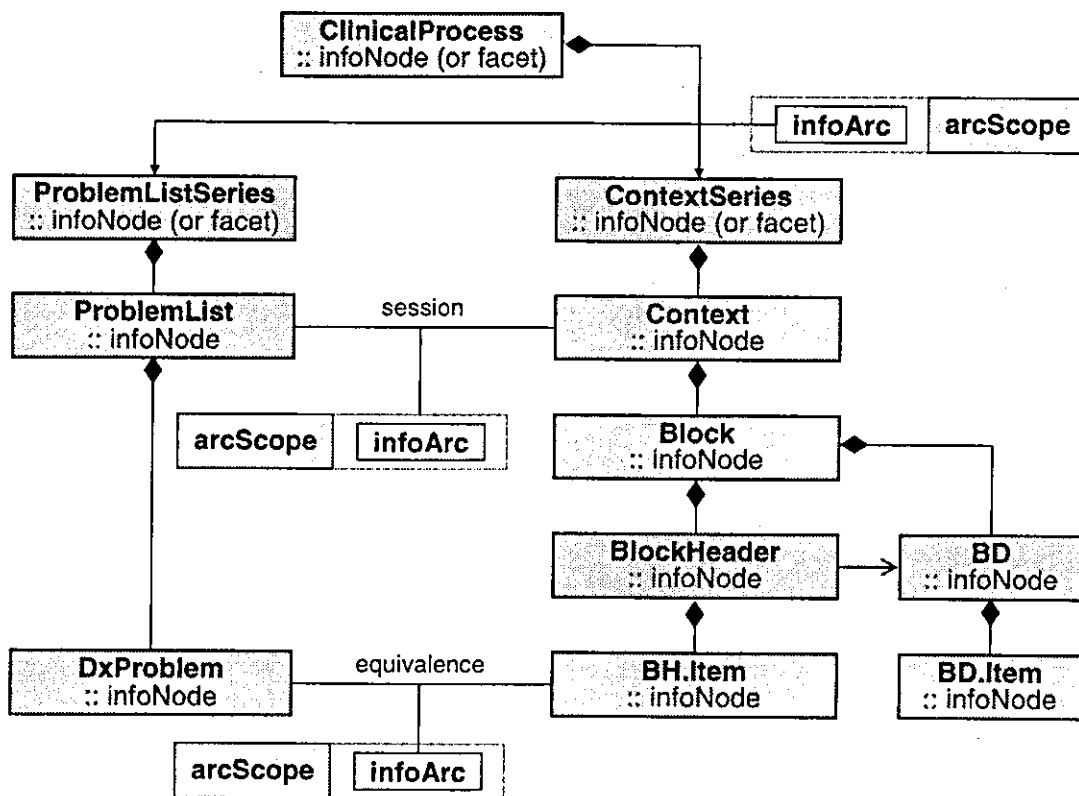 ClinicalProcess
:: infoNode (or facet)
infoArc
arcScope
ProblemListSeries
:: infoNode (or facet)
ContextSeries
:: infoNode (or facet)
ProblemList
:: infoNode
session
Context
:: infoNode
arcScope
infoArc
Block
:: infoNode
BlockHeader
:: infoNode
BD
:: infoNode
DxProblem
:: infoNode
equivalence
BH.Item
:: infoNode
BD.Item
:: infoNode
arcScope
infoArc